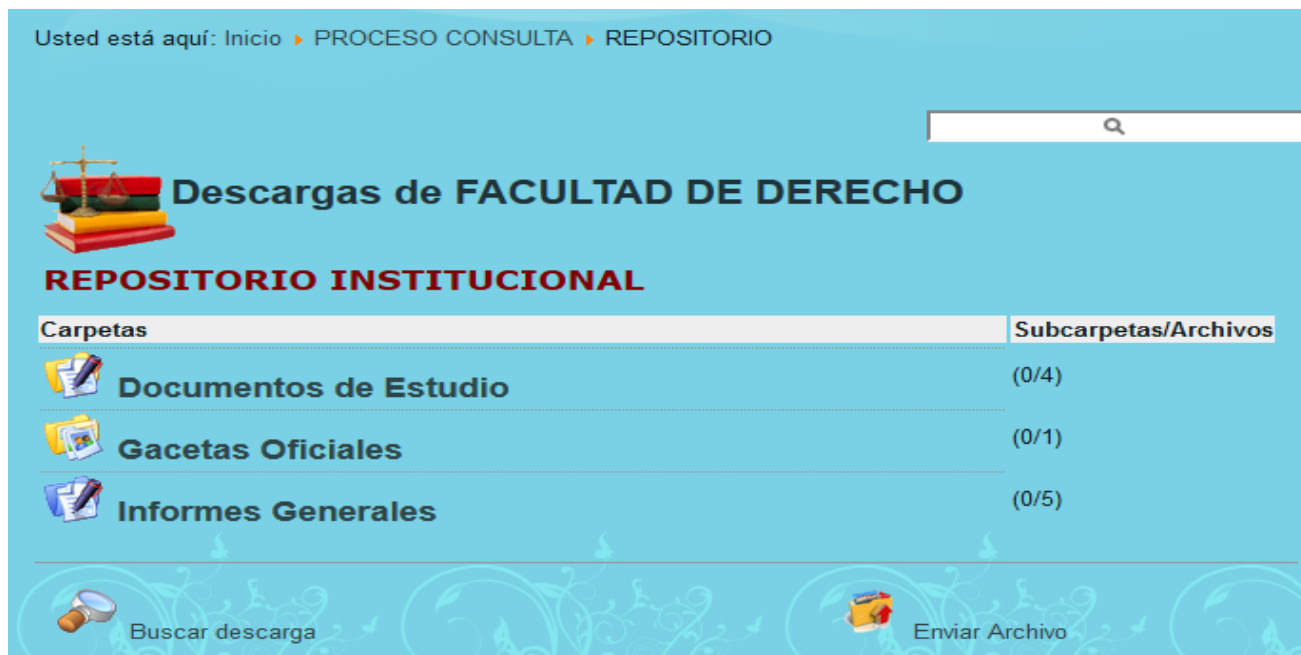 Usted está aquí: Inicio PROCESO CONSULTA REPOSITORIO
Descargas de FACULTAD DE DERECHO
REPOSITORIO INSTITUCIONAL
Carpetas Subcarpetas/Archivos
Documentos de Estudio (0/4)
Gacetas Oficiales (0/1)
Informes Generales (0/5)
Buscar descarga Enviar Archivo